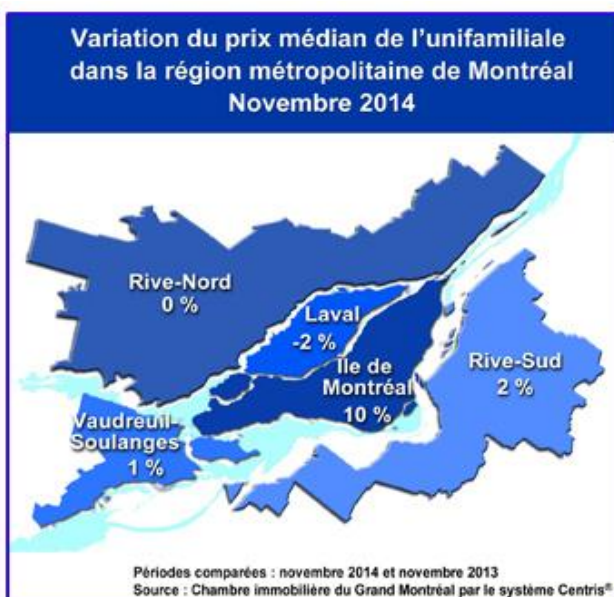 Variation du prix médian de l'unifamiliale
dans la région métropolitaine de Montréal
Novembre 2014
Rive-Nord
0 %
Laval
-2 %
Île de
Montréal
10 %
Rive-Sud
2 %
Vaudreuil-
Soulanges
1 %
Périodes comparées : novembre 2014 et novembre 2013
Source : Chambre immobilière du Grand Montréal par le système Centris®